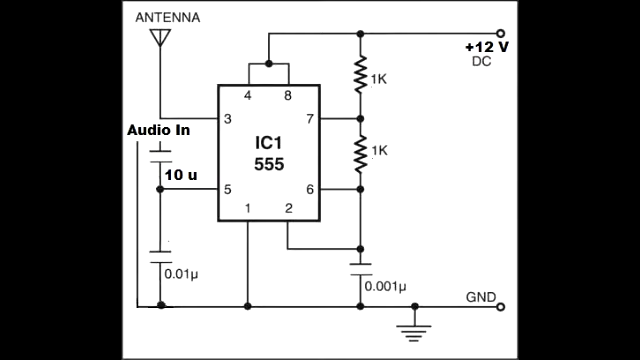 ANTENNA
+12 V
DC
1K
4 8
3
7
Audio In
IC1
555
1K
10 u
5
6
1 2
0.01µ
0.001µ
GND